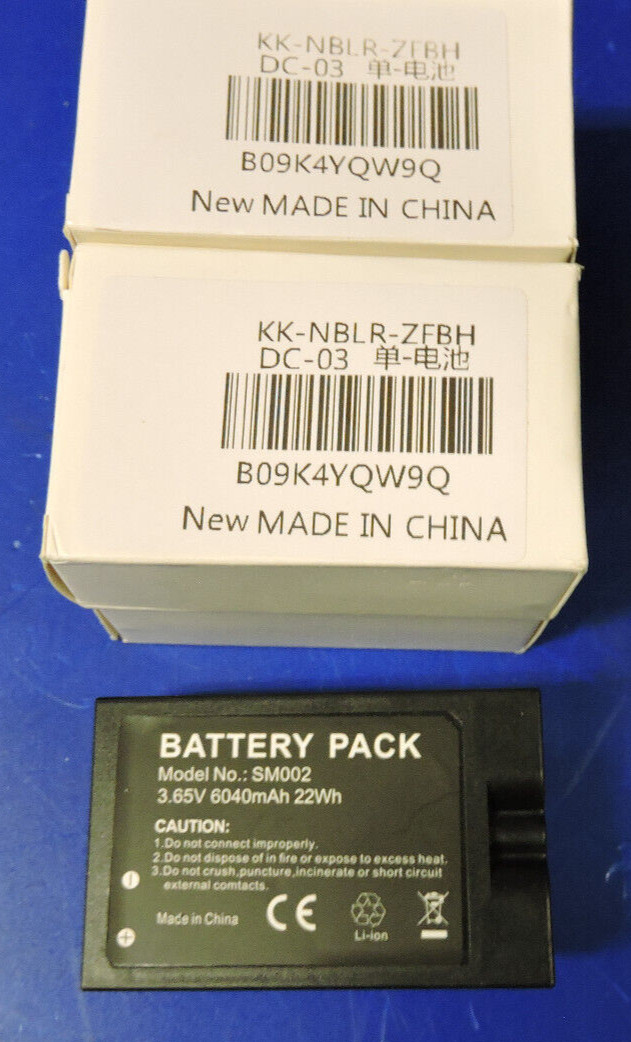 KK-NBLR-ZFBH
DC-03 单-电池
B09K4YQW9Q
New MADE IN CHINA
KK-NBLR-ZFBH
DC-03 单-电池
B09K4YQW9Q
New MADE IN CHINA
BATTERY PACK
Model No.: SM002
3.65V 6040mAh 22Wh
CAUTION:
1.Do not connect improperly.
2.Do not dispose of in fire or expose to excess heat.
3.Do not crush,puncture,incinerate or short circuit
external comtacts.
Made in China CE
Li-ion